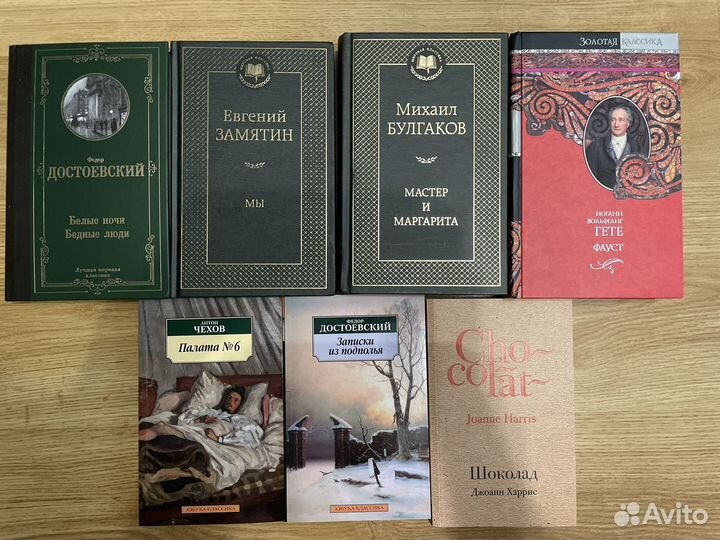 Федор
ДОСТОЕВСКИЙ
Белые ночи
Бедные люди
Лучшая мировая
классика
Евгений
ЗАМЯТИН
МЫ
Михаил
БУЛГАКОВ
МАСТЕР
И
МАРГАРИТА
ЗОЛОТАЯ КЛАССИКА
ИОГАНН
ВОЛЬФГАНГ
ГЕТЕ
ФАУСТ
АНТОН
ЧЕХОВ
Палата №6
АЗБУКА-КЛАССИКА
ФЕДОР
ДОСТОЕВСКИЙ
Записки
из подполья
АЗБУКА-КЛАССИКА
Cho-
colat-
Joanne Harris
Шоколад
Джоанн Харрис
Avito